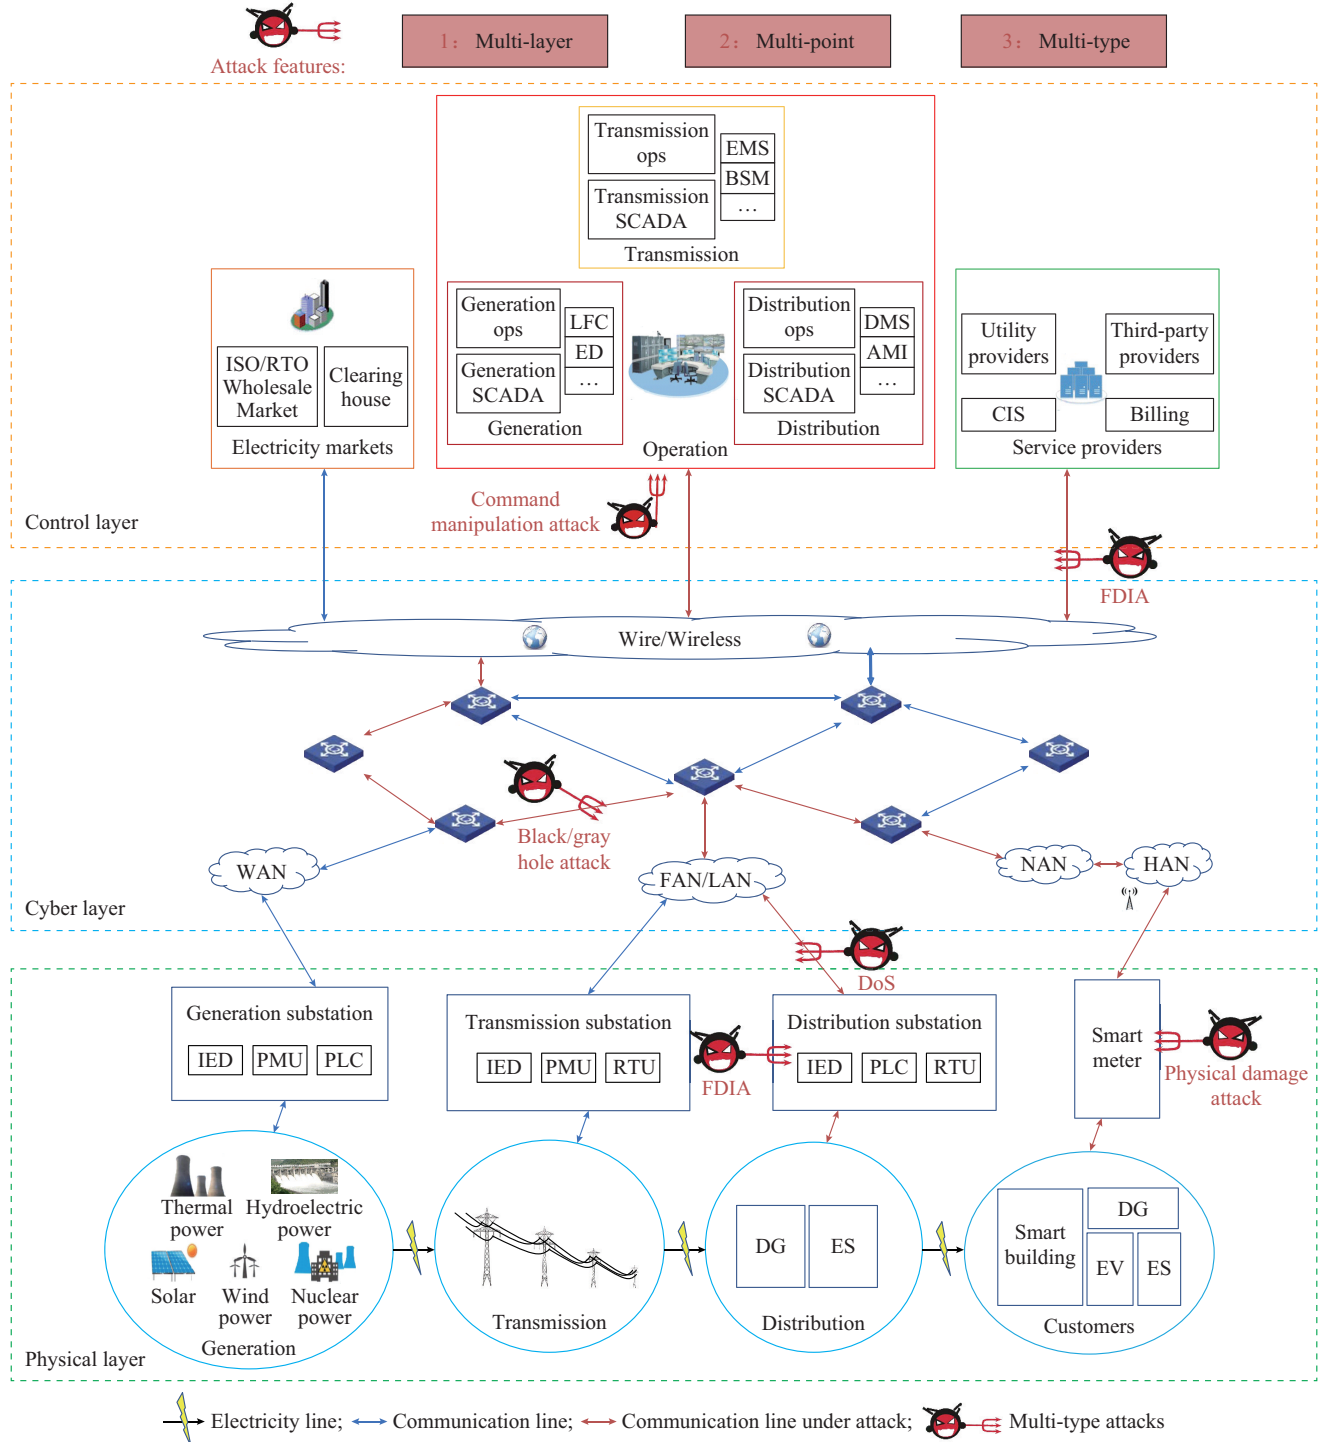 Attack features:
1： Multi-layer
2： Multi-point
3： Multi-type
Transmission
ops
Transmission
SCADA
EMS
BSM
…
Transmission
ISO/RTO
Wholesale
Market
Clearing
house
Electricity markets
Generation
ops
Generation
SCADA
LFC
ED
…
Generation
Operation
Distribution
ops
Distribution
SCADA
DMS
AMI
…
Distribution
Utility
providers
Third-party
providers
CIS
Billing
Service providers
Command
manipulation attack
Control layer
FDIA
Wire/Wireless
Black/gray
hole attack
WAN
FAN/LAN
NAN
HAN
Cyber layer
DoS
Generation substation
IED
PMU
PLC
Transmission substation
IED
PMU
RTU
FDIA
Distribution substation
IED
PLC
RTU
Smart
meter
Physical damage
attack
Thermal
power
Hydroelectric
power
Solar
Wind
power
Nuclear
power
Generation
Transmission
DG
ES
Distribution
Smart
building
DG
EV
ES
Customers
Physical layer
Electricity line;
Communication line;
Communication line under attack;
Multi-type attacks